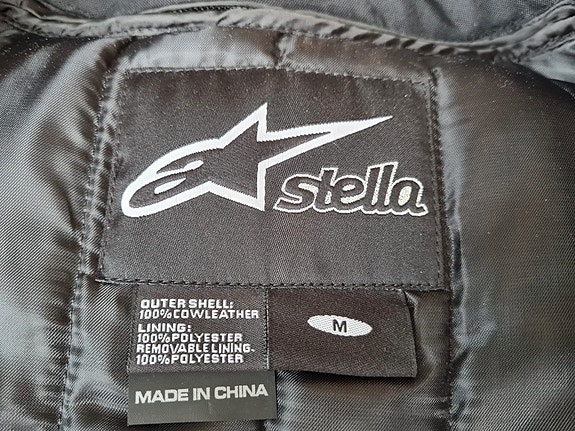 stella
OUTER SHELL:
100%COWLEATHER
LINING:
100%POLYESTER
REMOVABLE LINING.
100%POLYESTER
M
MADE IN CHINA